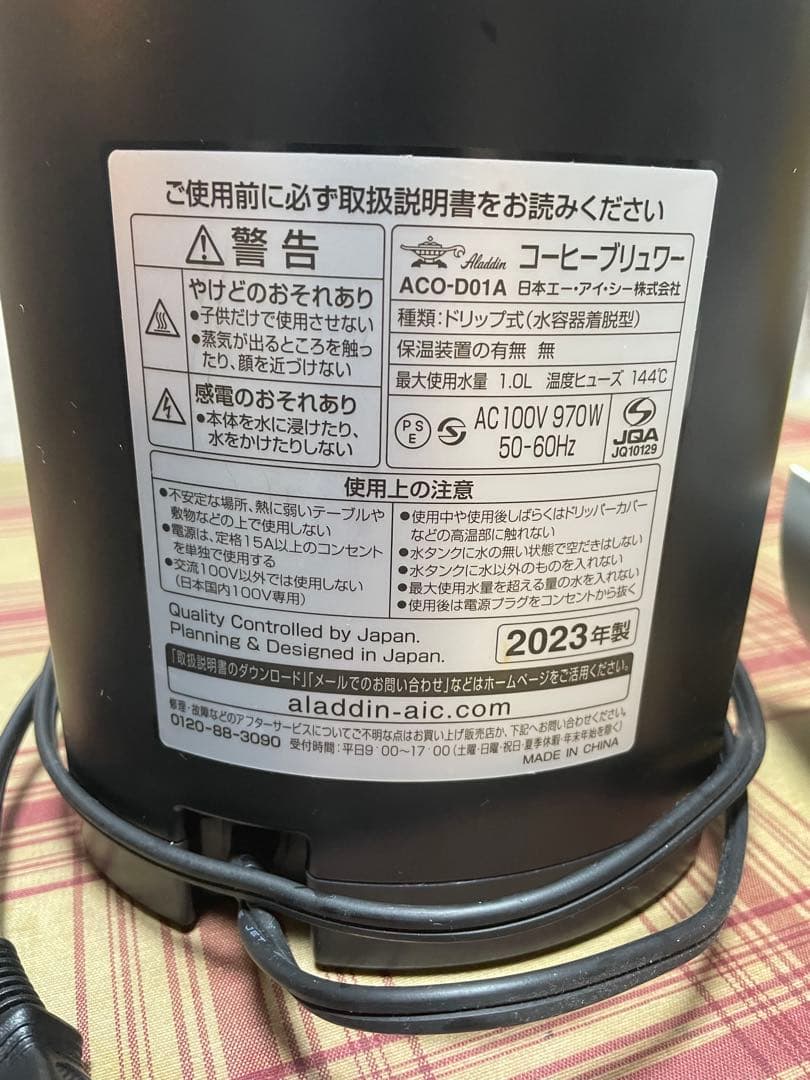 ご使用前に必ず取扱説明書をお読みください
警告
やけどのおそれあり
●子供だけで使用させない
●蒸気が出るところを触っ
たり、顔を近づけない
感電のおそれあり
●本体を水に浸けたり、
水をかけたりしない
Aladdin コーヒーブリュワー
ACO-D01A 日本エー・アイ・シー株式会社
種類:ドリップ式(水容器着脱型)
保温装置の有無 無
最大使用水量 1.0L 温度ヒューズ 144℃
PSE
AC100V 970W
50-60Hz
JQA
JQ10129
使用上の注意
●不安定な場所、熱に弱いテーブルや
敷物などの上で使用しない
●電源は、定格15A以上のコンセント
を単独で使用する
●交流100V以外では使用しない
(日本国内100V専用)
●使用中や使用後しばらくはドリッパーカバー
などの高温部に触れない
●水タンクに水の無い状態で空だきはしない
●水タンクに水以外のものを入れない
●最大使用水量を超える量の水を入れない
●使用後は電源プラグをコンセントから抜く
Quality Controlled by Japan.
Planning & Designed in Japan.
2023年製
「取扱説明書のダウンロード」「メールでのお問い合わせ」などはホームページをご活用ください。
aladdin-aic.com
修理・故障などのアフターサービスについてご不明な点はお買い上げ販売店か、下記へお問い合わせください。
0120-88-3090 受付時間:平日9:00〜17:00(土曜・日曜・祝日・夏季休暇・年末年始を除く)
MADE IN CHINA
JET